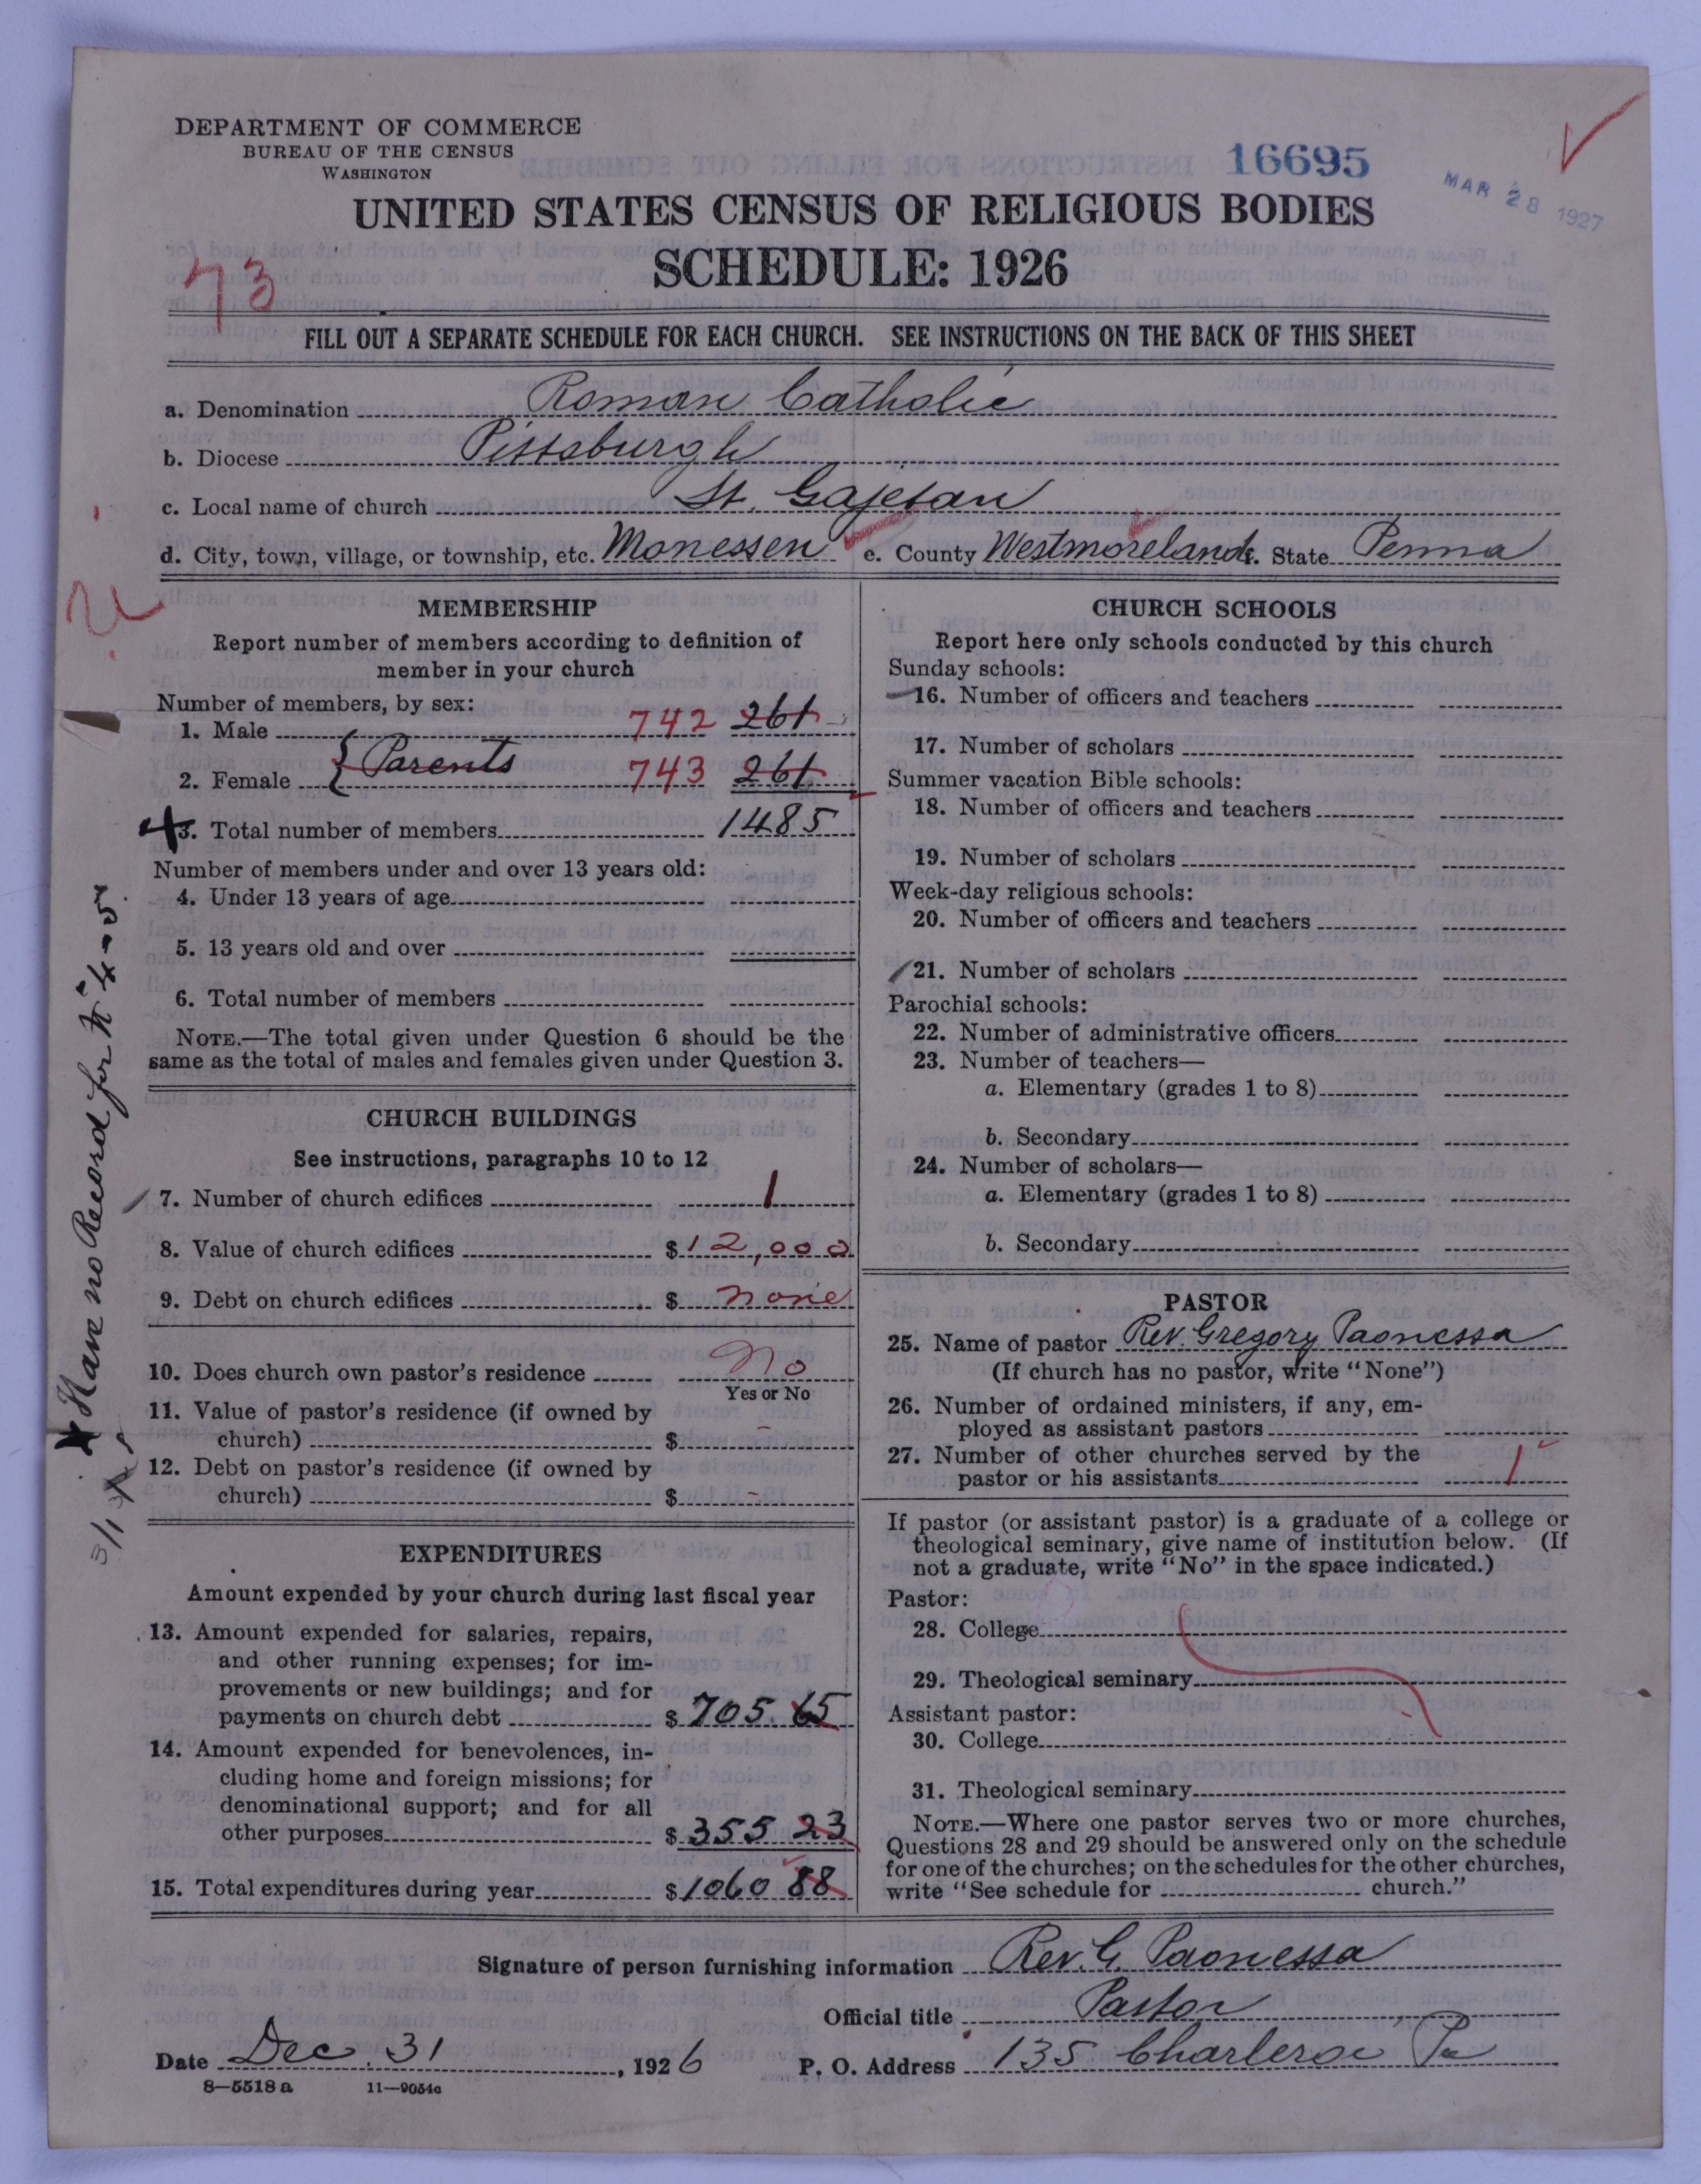 DEPARTMENT OF COMMERCE
BUREAU OF THE CENSUS
WASHINGTON
16695
MAR 28 1927
UNITED STATES CENSUS OF RELIGIOUS BODIES
SCHEDULE: 1926
73
FILL OUT A SEPARATE SCHEDULE FOR EACH CHURCH. SEE INSTRUCTIONS ON THE BACK OF THIS SHEET
a. Denomination Roman Catholic
b. Diocese Pittsburgh
c. Local name of church St. Gajetan
d. City, town, village, or township, etc. Monessen e. County Westmoreland f. State Penna
MEMBERSHIP
Report number of members according to definition of
member in your church
Number of members, by sex:
1. Male 742 261
2. Female { Parents 743 261
3. Total number of members 1485
Number of members under and over 13 years old:
4. Under 13 years of age
5. 13 years old and over
6. Total number of members
NOTE.—The total given under Question 6 should be the
same as the total of males and females given under Question 3.
CHURCH BUILDINGS
See instructions, paragraphs 10 to 12
7. Number of church edifices 1
8. Value of church edifices $12,000
9. Debt on church edifices $ none
10. Does church own pastor's residence No
Yes or No
11. Value of pastor's residence (if owned by
church) $ -
12. Debt on pastor's residence (if owned by
church) $ -
EXPENDITURES
Amount expended by your church during last fiscal year
13. Amount expended for salaries, repairs,
and other running expenses; for im-
provements or new buildings; and for
payments on church debt $ 705.65
14. Amount expended for benevolences, in-
cluding home and foreign missions; for
denominational support; and for all
other purposes $ 355 23
15. Total expenditures during year $1060 88
Have no Record for N° 4-5
CHURCH SCHOOLS
Report here only schools conducted by this church
Sunday schools:
16. Number of officers and teachers
17. Number of scholars
Summer vacation Bible schools:
18. Number of officers and teachers
19. Number of scholars
Week-day religious schools:
20. Number of officers and teachers
21. Number of scholars
Parochial schools:
22. Number of administrative officers
23. Number of teachers—
a. Elementary (grades 1 to 8)
b. Secondary
24. Number of scholars—
a. Elementary (grades 1 to 8)
b. Secondary
PASTOR
25. Name of pastor Rev. Gregory Paonessa
(If church has no pastor, write "None")
26. Number of ordained ministers, if any, em-
ployed as assistant pastors
27. Number of other churches served by the
pastor or his assistants 1
If pastor (or assistant pastor) is a graduate of a college or
theological seminary, give name of institution below. (If
not a graduate, write "No" in the space indicated.)
Pastor:
28. College
29. Theological seminary
Assistant pastor:
30. College
31. Theological seminary
NOTE.—Where one pastor serves two or more churches,
Questions 28 and 29 should be answered only on the schedule
for one of the churches; on the schedules for the other churches,
write "See schedule for church."
Signature of person furnishing information Rev. G. Paonessa
Official title Pastor
Date Dec. 31, 1926 P. O. Address 135 Charleroi Pa
8—5518 a 11—9054a